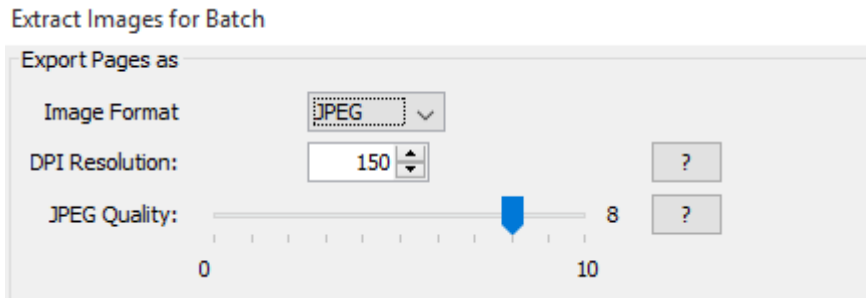 Extract Images for Batch
Export Pages as
Image Format JPEG
DPI Resolution: 150 ?
JPEG Quality: 8 ?
0 10